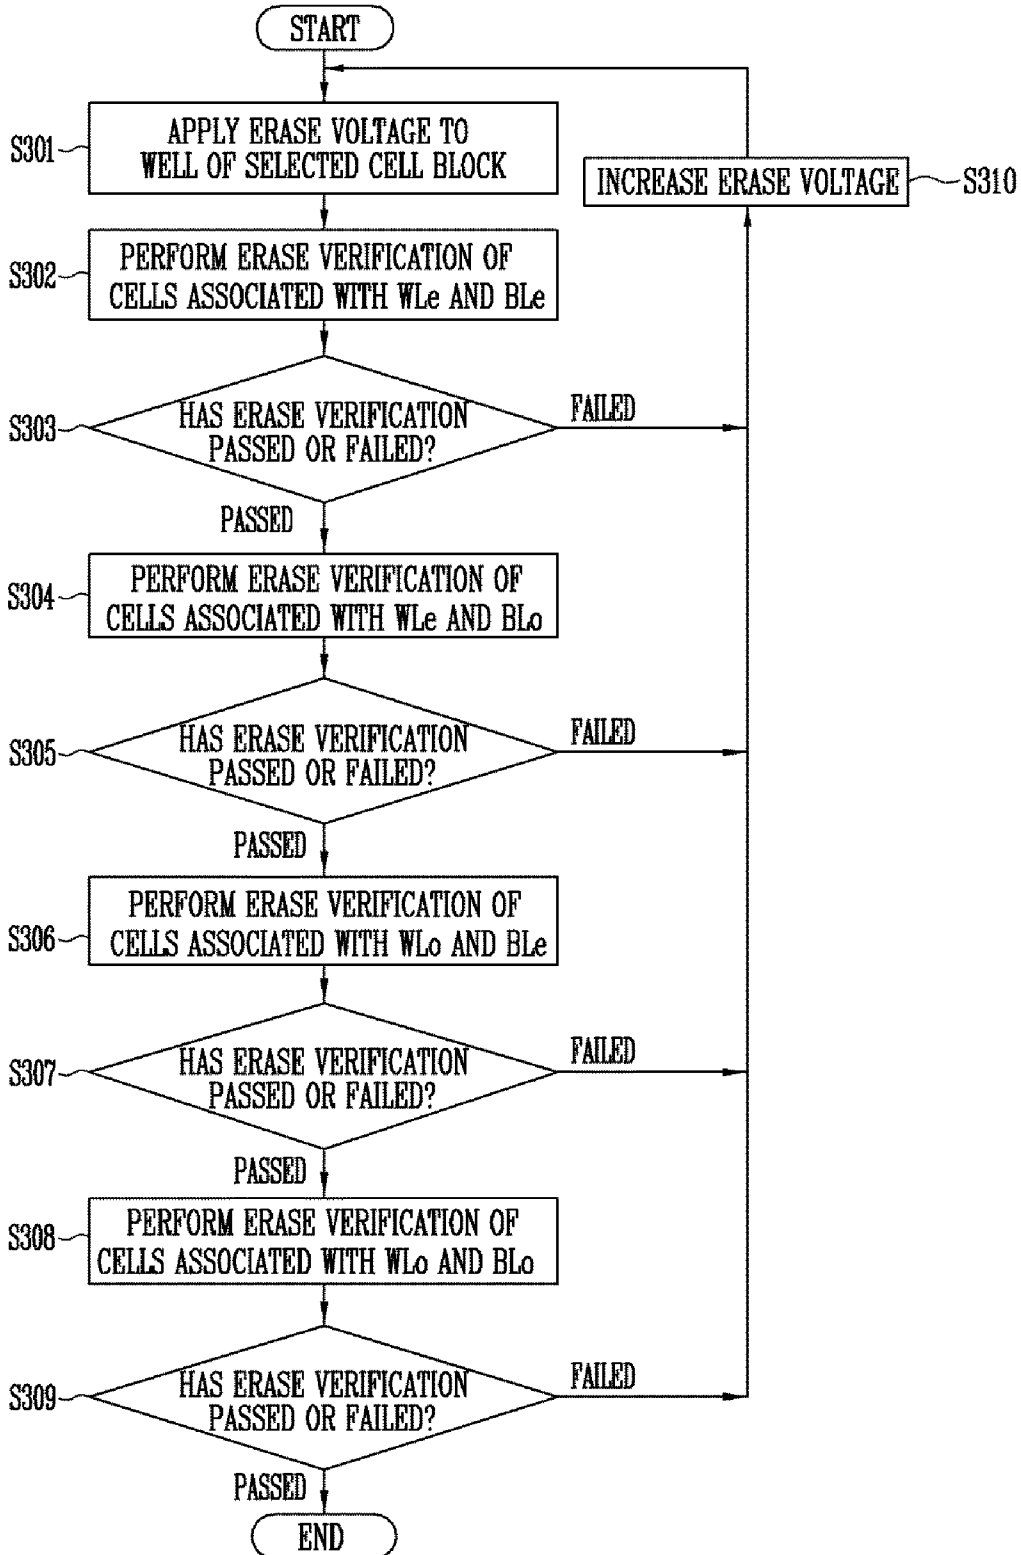 START
S301
APPLY ERASE VOLTAGE TO
WELL OF SELECTED CELL BLOCK
INCREASE ERASE VOLTAGE
S310
S302
PERFORM ERASE VERIFICATION OF
CELLS ASSOCIATED WITH WLe AND BLe
S303
HAS ERASE VERIFICATION
PASSED OR FAILED?
FAILED
PASSED
S304
PERFORM ERASE VERIFICATION OF
CELLS ASSOCIATED WITH WLe AND BLo
S305
HAS ERASE VERIFICATION
PASSED OR FAILED?
FAILED
PASSED
S306
PERFORM ERASE VERIFICATION OF
CELLS ASSOCIATED WITH WLo AND BLe
S307
HAS ERASE VERIFICATION
PASSED OR FAILED?
FAILED
PASSED
S308
PERFORM ERASE VERIFICATION OF
CELLS ASSOCIATED WITH WLo AND BLo
S309
HAS ERASE VERIFICATION
PASSED OR FAILED?
FAILED
PASSED
END